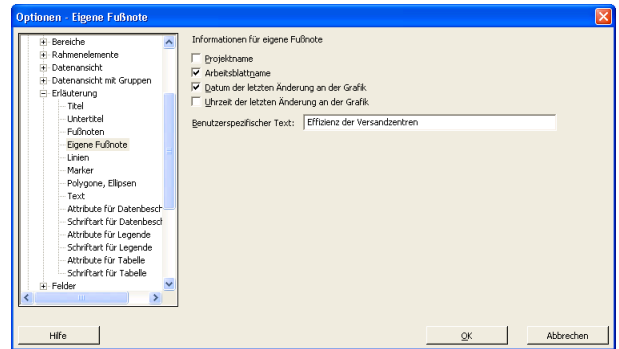 Optionen - Eigene Fußnote
Bereiche
Rahmenelemente
Datenansicht
Datenansicht mit Gruppen
Erläuterung
Titel
Untertitel
Fußnoten
Eigene Fußnote
Linien
Marker
Polygone, Ellipsen
Text
Attribute für Datenbesch
Schriftart für Datenbesch
Attribute für Legende
Schriftart für Legende
Attribute für Tabelle
Schriftart für Tabelle
Felder
Informationen für eigene Fußnote
Projektname
Arbeitsblattname
Datum der letzten Änderung an der Grafik
Uhrzeit der letzten Änderung an der Grafik
Benutzerspezifischer Text: Effizienz der Versandzentren
Hilfe OK Abbrechen